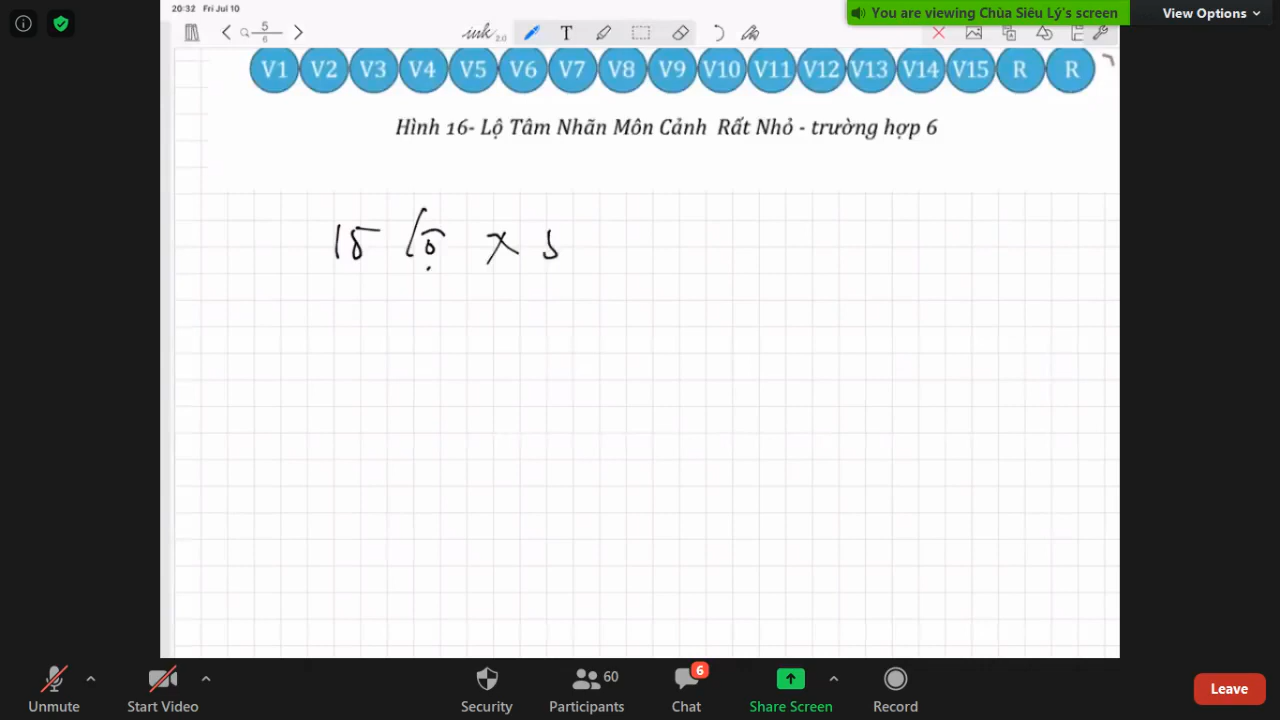 20:32 Fri Jul 10
You are viewing Chùa Siêu Lý's screen
View Options
5
6
ink 2.0
T
V1 V2 V3 V4 V5 V6 V7 V8 V9 V10 V11 V12 V13 V14 V15 R R
Hình 16- Lộ Tâm Nhãn Môn Cảnh Rất Nhỏ - trường hợp 6
15 lộ x
60
6
Unmute Start Video Security Participants Chat Share Screen Record Leave